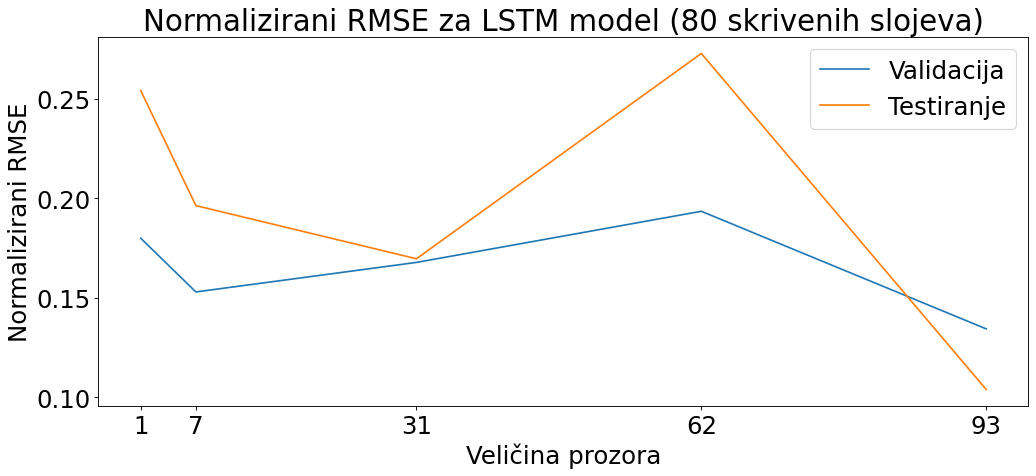 Normalizirani RMSE za LSTM model (80 skrivenih slojeva)
Validacija
Testiranje
Normalizirani RMSE
0.25
0.20
0.15
0.10
1 7 31 62 93
Veličina prozora